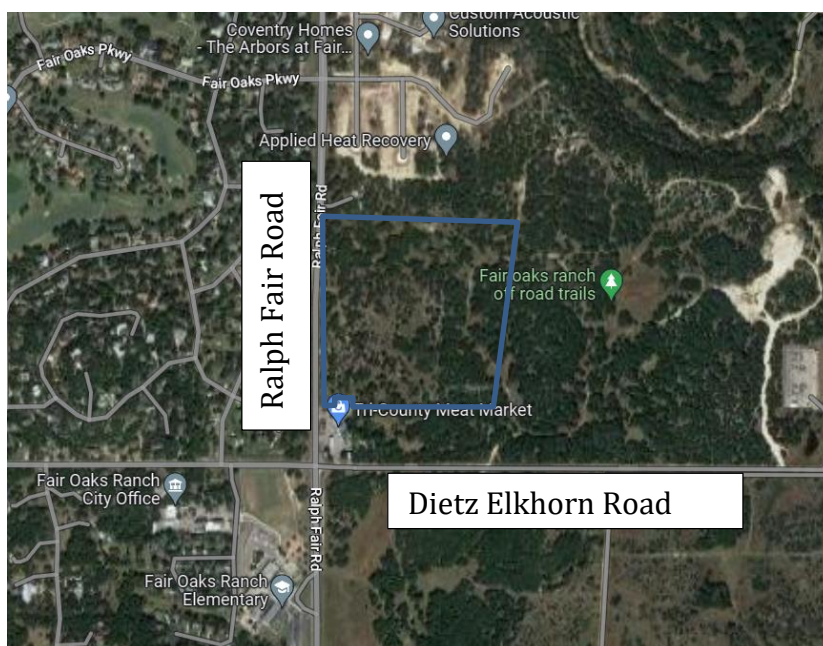 Custom Acoustic
Solutions
Coventry Homes
- The Arbors at Fair...
Fair Oaks Pkwy
Fair Oaks Pkwy
Applied Heat Recovery
Ralph Fair Rd
Ralph Fair Road
Fair oaks ranch
off road trails
Tri-County Meat Market
Fair Oaks Ranch
City Office
Dietz Elkhorn Road
Ralph Fair Rd
Fair Oaks Ranch
Elementary